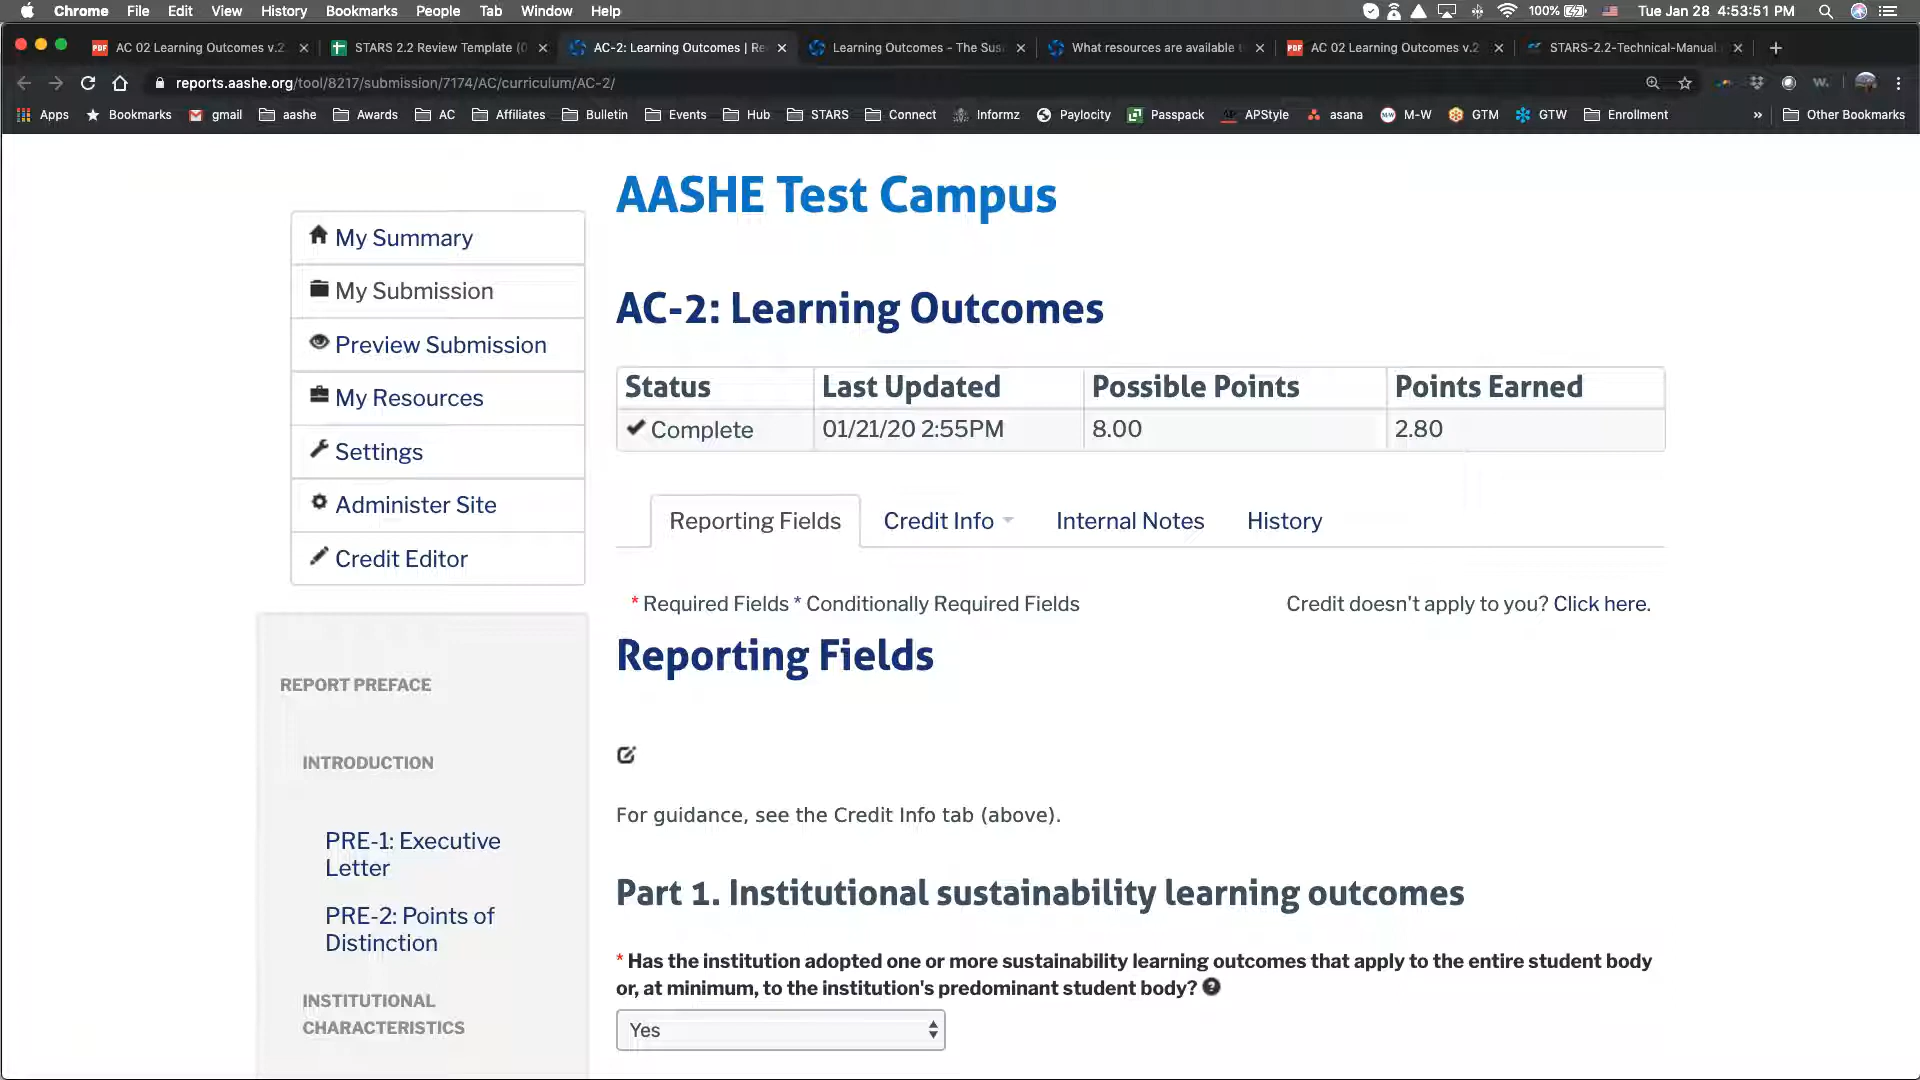 Chrome File Edit View History Bookmarks People Tab Window Help 100% Tue Jan 28 4:53:51 PM
AC 02 Learning Outcomes v.2 STARS 2.2 Review Template (0 AC-2: Learning Outcomes | Re Learning Outcomes - The Sus What resources are available AC 02 Learning Outcomes v.2 STARS-2.2-Technical-Manual
reports.aashe.org/tool/8217/submission/7174/AC/curriculum/AC-2/
Apps Bookmarks gmail aashe Awards AC Affiliates Bulletin Events Hub STARS Connect Informz Paylocity Passpack APStyle asana M-W GTM GTW Enrollment » Other Bookmarks
AASHE Test Campus
My Summary
My Submission
Preview Submission
My Resources
Settings
Administer Site
Credit Editor
AC-2: Learning Outcomes
Status Last Updated Possible Points Points Earned
Complete 01/21/20 2:55PM 8.00 2.80
Reporting Fields Credit Info Internal Notes History
* Required Fields * Conditionally Required Fields Credit doesn't apply to you? Click here.
Reporting Fields
REPORT PREFACE
INTRODUCTION
PRE-1: Executive
Letter
PRE-2: Points of
Distinction
INSTITUTIONAL
CHARACTERISTICS
For guidance, see the Credit Info tab (above).
Part 1. Institutional sustainability learning outcomes
* Has the institution adopted one or more sustainability learning outcomes that apply to the entire student body
or, at minimum, to the institution's predominant student body?
Yes